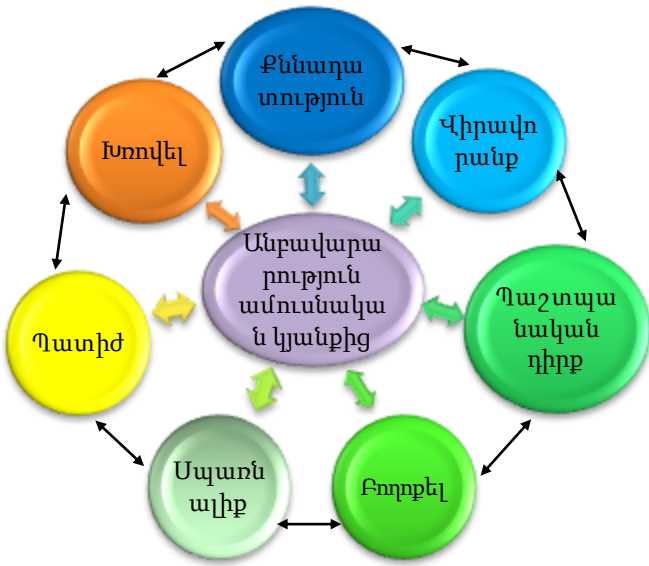 Քննադա
տություն
Վիրավո
րանք
Պաշտպա
նական
դիրք
Բողոքել
Սպառն
ալիք
Պատիժ
Խռովել
Անբավարա
րություն
ամուսնակա
ն կյանքից